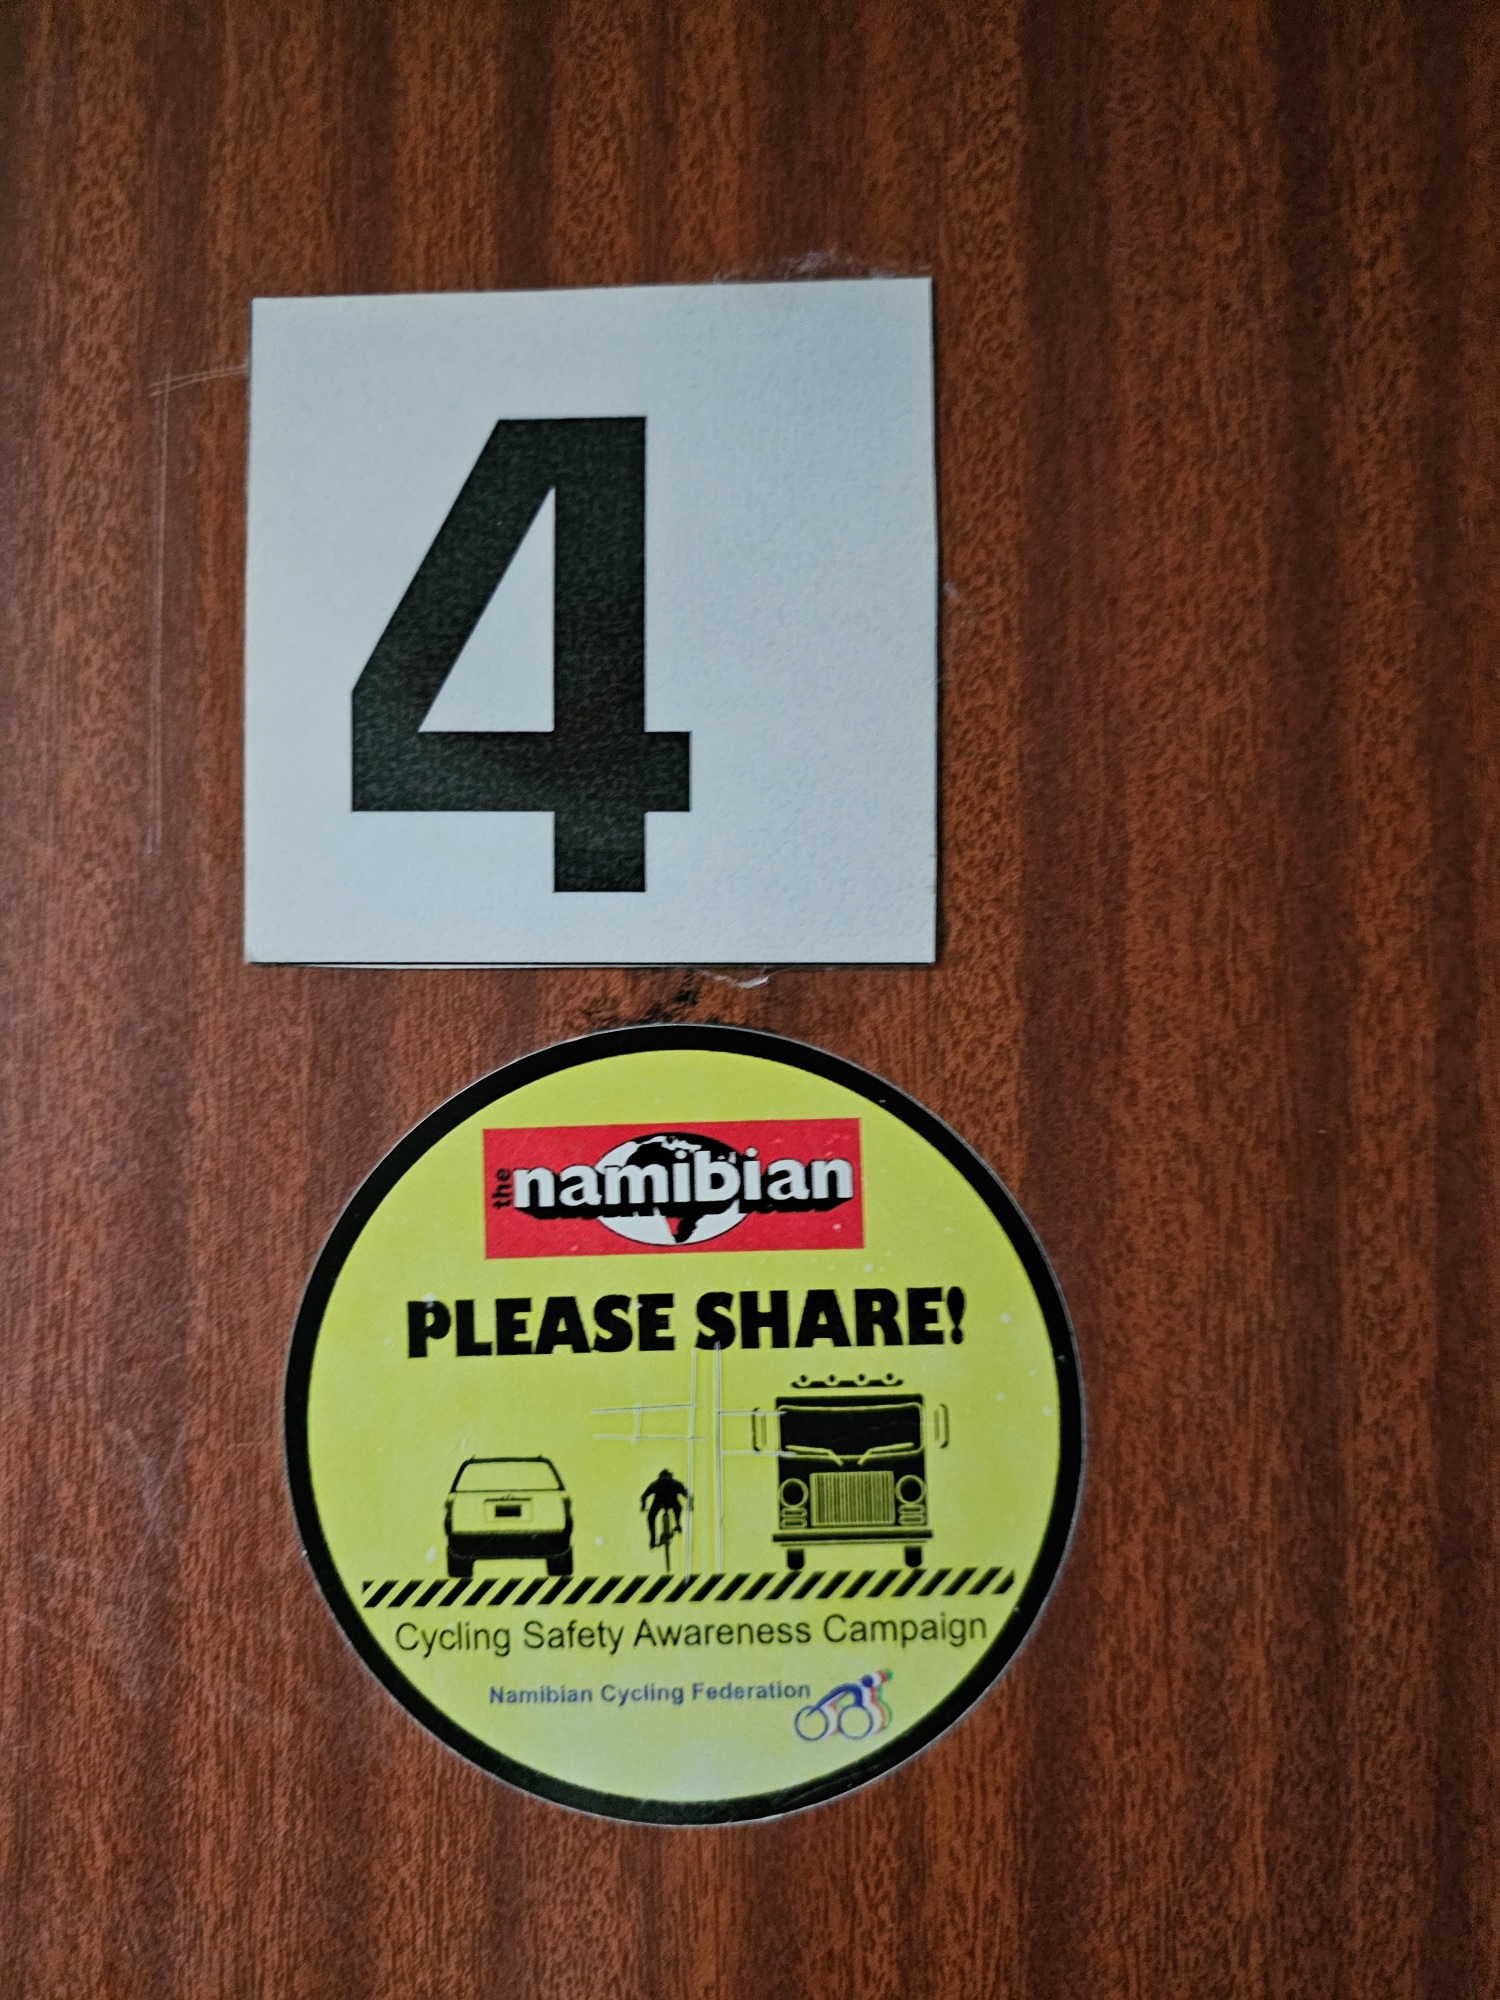 4
the namibian
PLEASE SHARE!
Cycling Safety Awareness Campaign
Namibian Cycling Federation